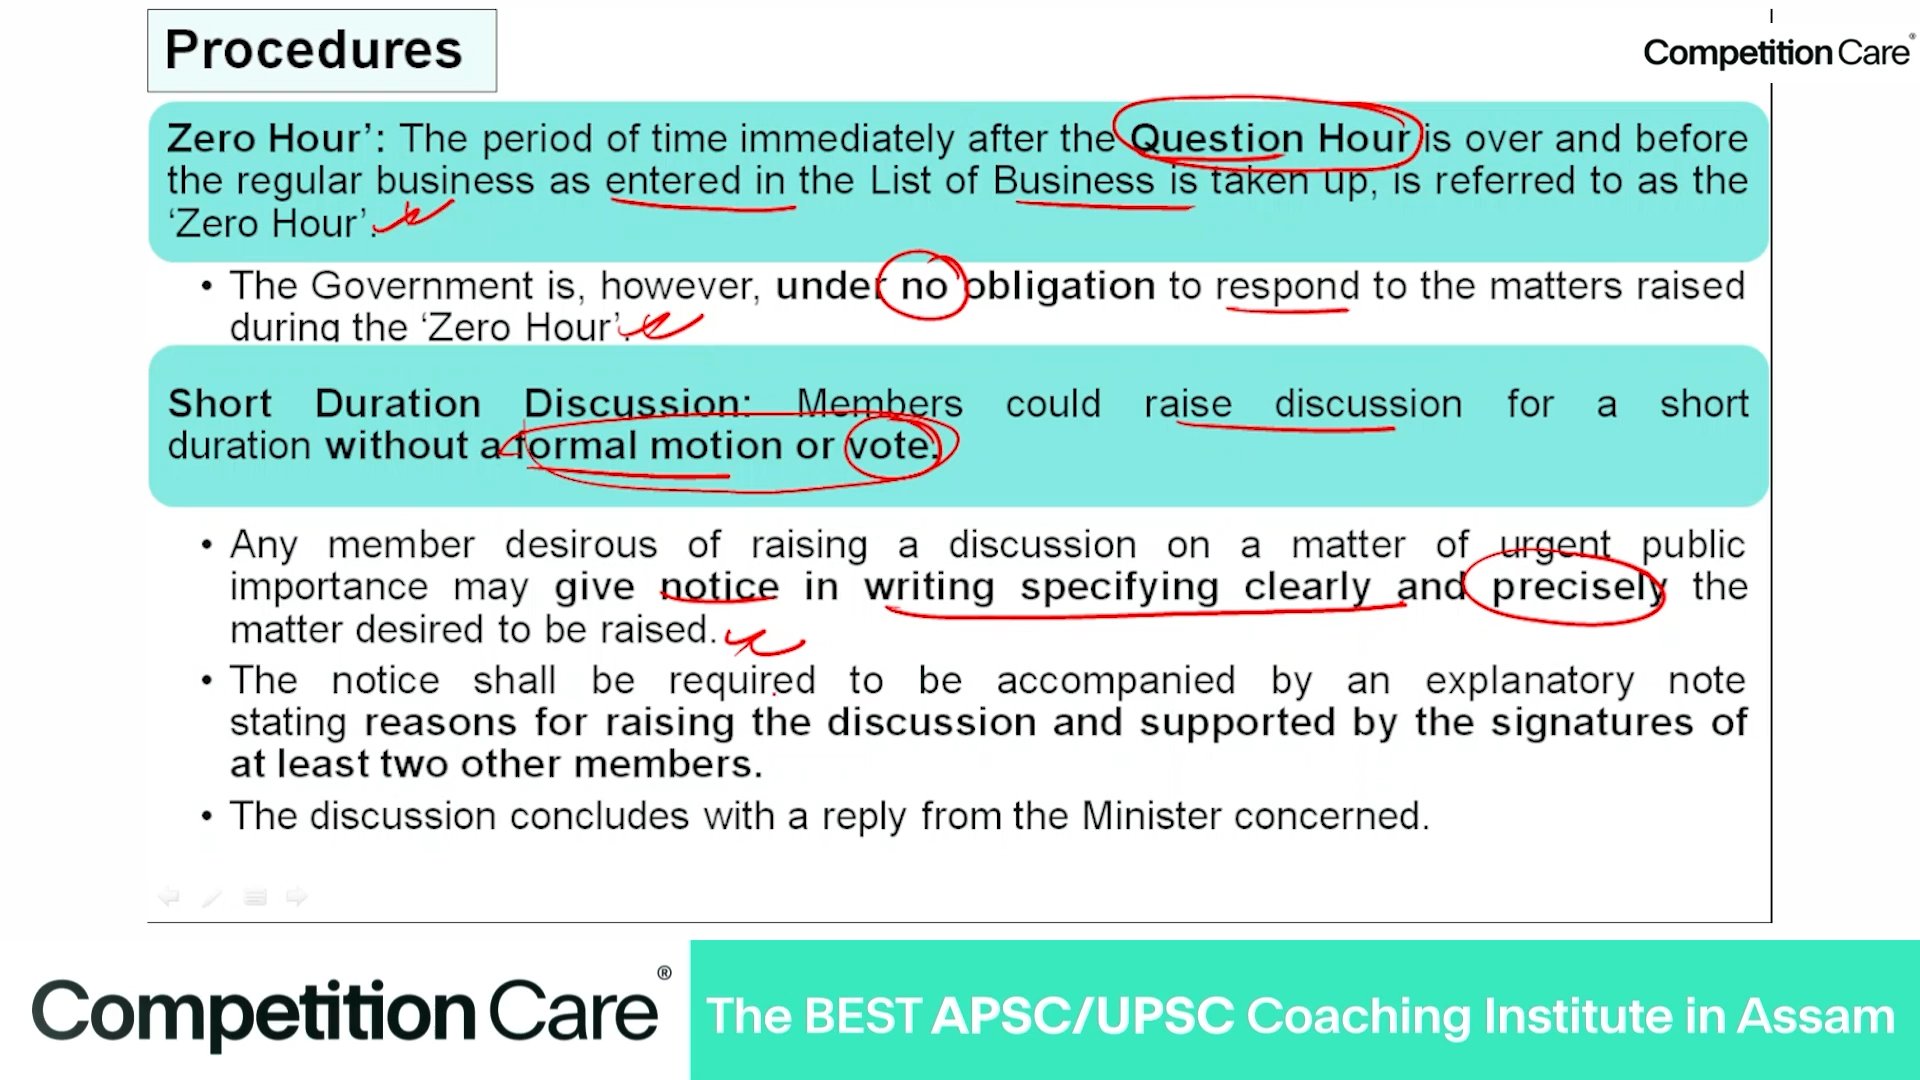 Procedures
Competition Care®
Zero Hour’: The period of time immediately after the Question Hour is over and before
the regular business as entered in the List of Business is taken up, is referred to as the
‘Zero Hour’.
• The Government is, however, under no obligation to respond to the matters raised
during the ‘Zero Hour’.
Short Duration Discussion: Members could raise discussion for a short
duration without a formal motion or vote.
• Any member desirous of raising a discussion on a matter of urgent public
importance may give notice in writing specifying clearly and precisely the
matter desired to be raised.
• The notice shall be required to be accompanied by an explanatory note
stating reasons for raising the discussion and supported by the signatures of
at least two other members.
• The discussion concludes with a reply from the Minister concerned.
Competition Care®
The BEST APSC/UPSC Coaching Institute in Assam